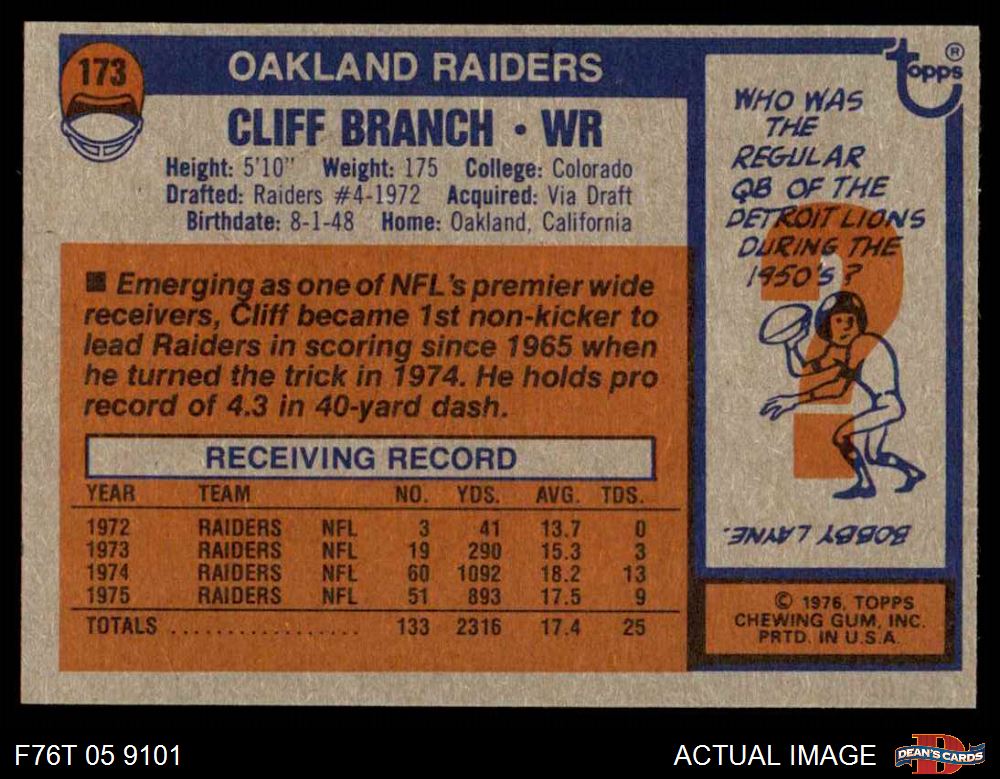 173
OAKLAND RAIDERS
CLIFF BRANCH • WR
Height: 5'10" Weight: 175 College: Colorado
Drafted: Raiders #4-1972 Acquired: Via Draft
Birthdate: 8-1-48 Home: Oakland, California
■ Emerging as one of NFL's premier wide
receivers, Cliff became 1st non-kicker to
lead Raiders in scoring since 1965 when
he turned the trick in 1974. He holds pro
record of 4.3 in 40-yard dash.
RECEIVING RECORD
YEAR TEAM NO. YDS. AVG. TDS.
1972 RAIDERS NFL 3 41 13.7 0
1973 RAIDERS NFL 19 290 15.3 3
1974 RAIDERS NFL 60 1092 18.2 13
1975 RAIDERS NFL 51 893 17.5 9
TOTALS .................. 133 2316 17.4 25
topps ®
WHO WAS
THE
REGULAR
QB OF THE
DETROIT LIONS
DURING THE
1950'S?
?
BOBBY LAYNE.
© 1976, TOPPS
CHEWING GUM, INC.
PRTD. IN U.S.A.
F76T 05 9101
ACTUAL IMAGE
D
DEAN'S CARDS